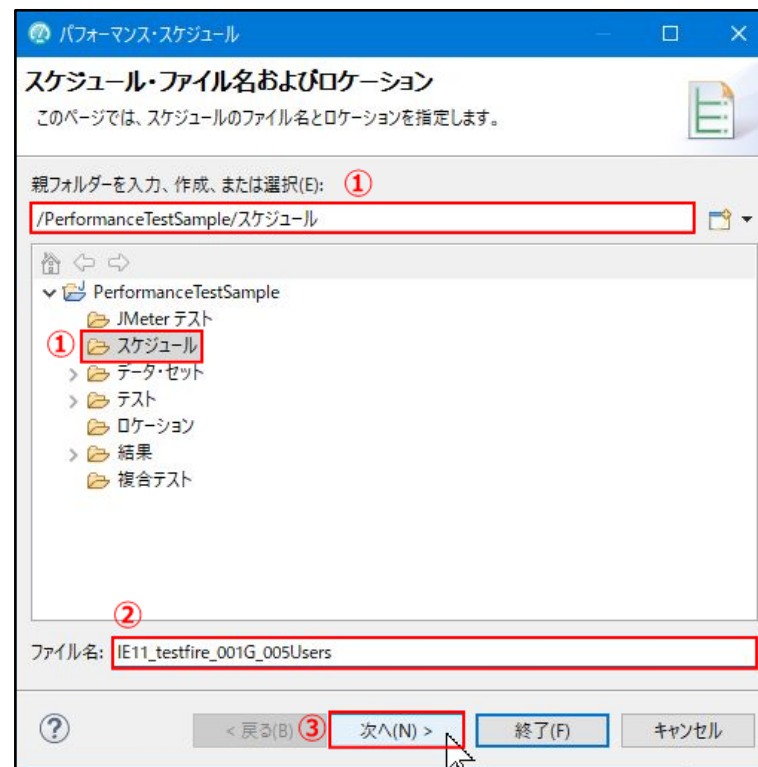 パフォーマンス・スケジュール
スケジュール・ファイル名およびロケーション
このページでは、スケジュールのファイル名とロケーションを指定します。
親フォルダーを入力、作成、または選択(E): ①
/PerformanceTestSample/スケジュール
PerformanceTestSample
JMeter テスト
① スケジュール
データ・セット
テスト
ロケーション
結果
複合テスト
②
ファイル名: IE11_testfire_001G_005Users
? < 戻る(B) ③ 次へ(N) > 終了(F) キャンセル